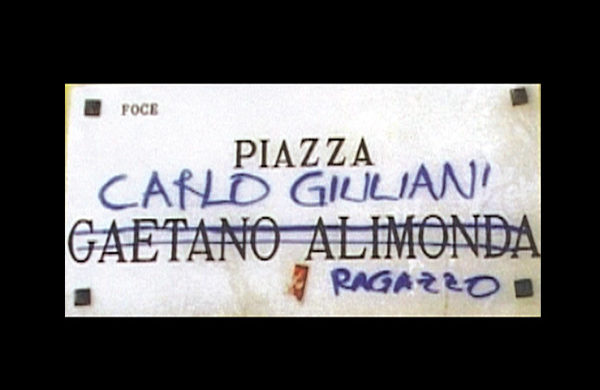 FOCE
PIAZZA
CARLO GIULIANI
GAETANO ALIMONDA
RAGAZZO